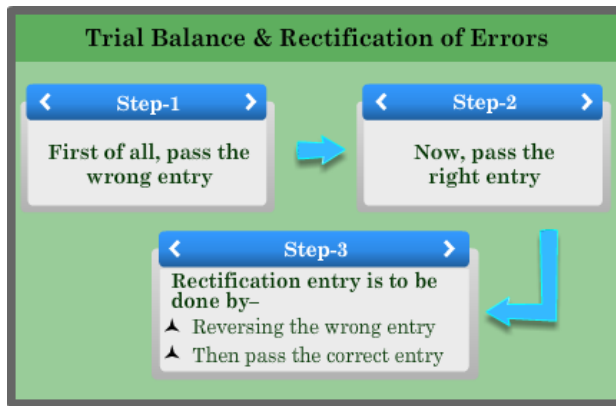 Trial Balance & Rectification of Errors
Step-1
First of all, pass the
wrong entry
Step-2
Now, pass the
right entry
Step-3
Rectification entry is to be
done by–
Reversing the wrong entry
Then pass the correct entry